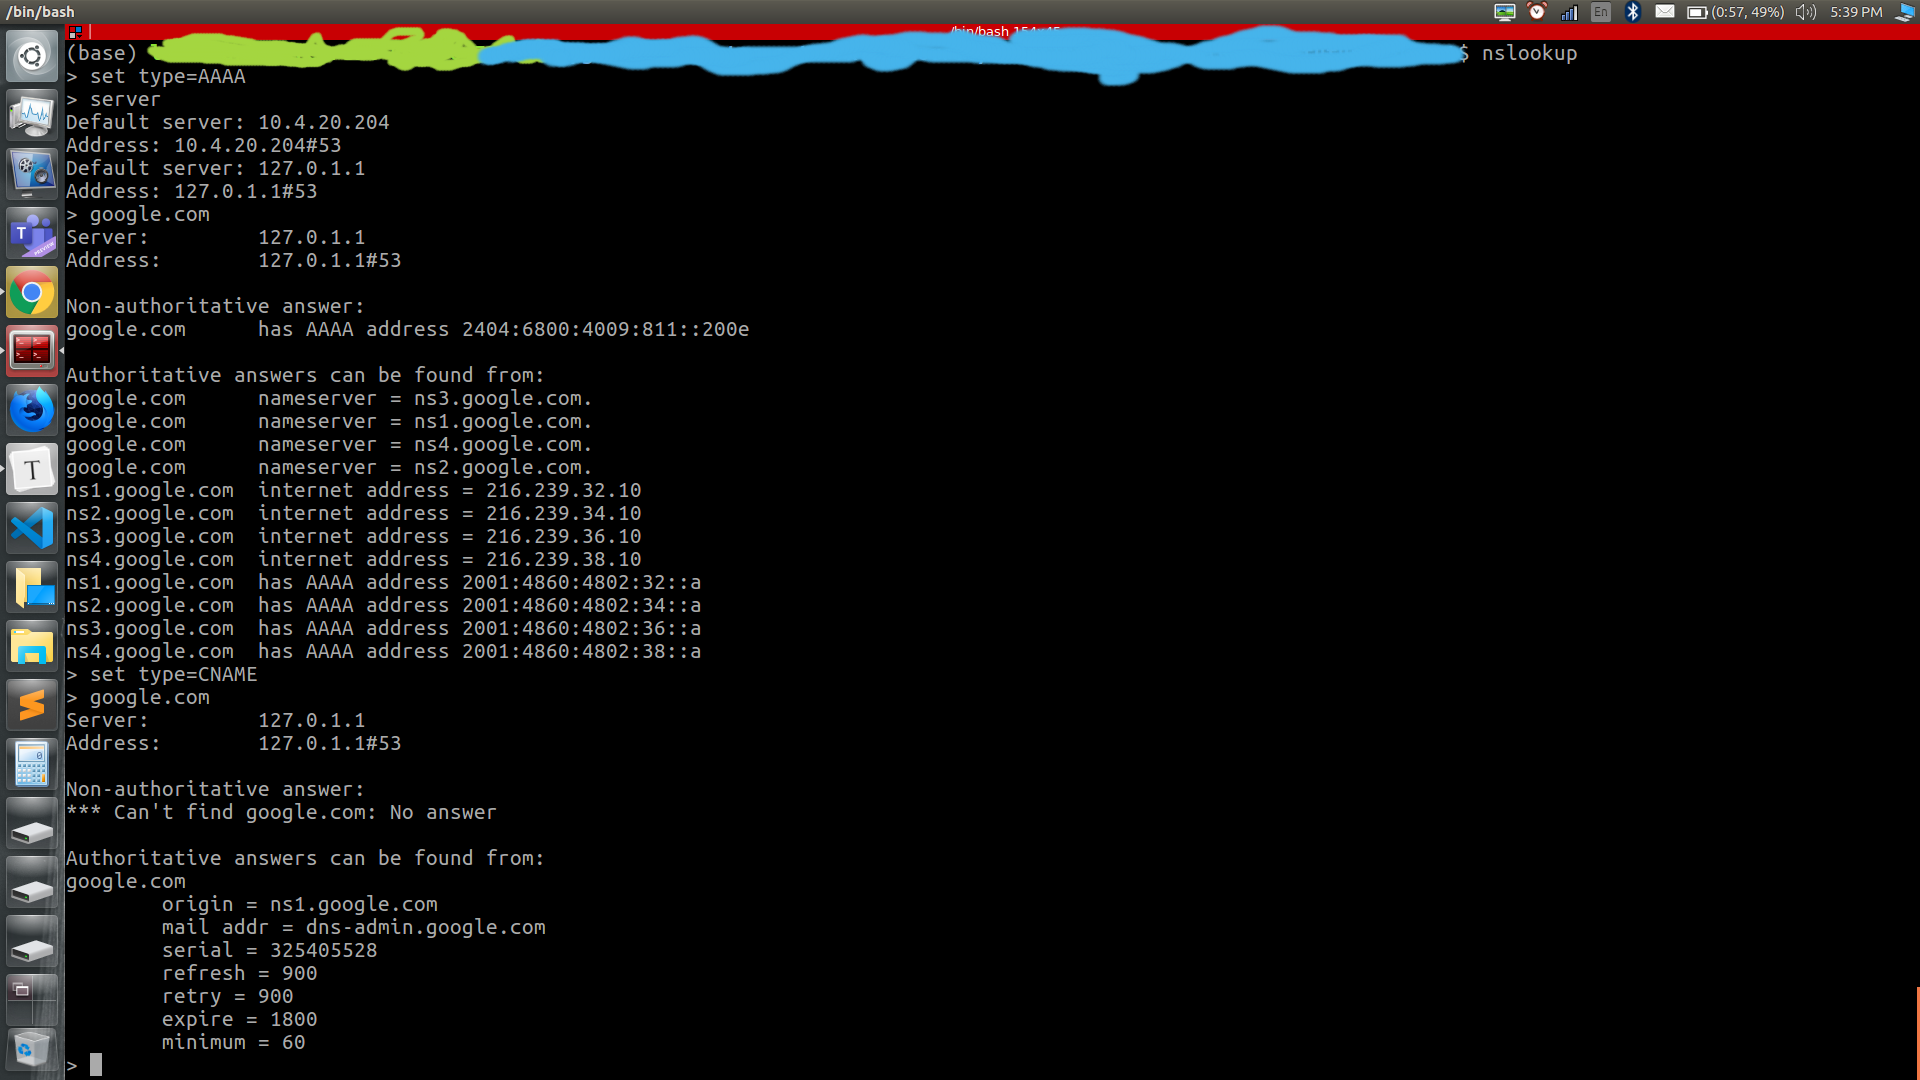 /bin/bash
En
(0:57, 49%)
5:39 PM
(base)
$ nslookup
> set type=AAAA
> server
Default server: 10.4.20.204
Address: 10.4.20.204#53
Default server: 127.0.1.1
Address: 127.0.1.1#53
> google.com
Server:         127.0.1.1
Address:        127.0.1.1#53
Non-authoritative answer:
google.com      has AAAA address 2404:6800:4009:811::200e
Authoritative answers can be found from:
google.com      nameserver = ns3.google.com.
google.com      nameserver = ns1.google.com.
google.com      nameserver = ns4.google.com.
google.com      nameserver = ns2.google.com.
ns1.google.com  internet address = 216.239.32.10
ns2.google.com  internet address = 216.239.34.10
ns3.google.com  internet address = 216.239.36.10
ns4.google.com  internet address = 216.239.38.10
ns1.google.com  has AAAA address 2001:4860:4802:32::a
ns2.google.com  has AAAA address 2001:4860:4802:34::a
ns3.google.com  has AAAA address 2001:4860:4802:36::a
ns4.google.com  has AAAA address 2001:4860:4802:38::a
> set type=CNAME
> google.com
Server:         127.0.1.1
Address:        127.0.1.1#53
Non-authoritative answer:
*** Can't find google.com: No answer
Authoritative answers can be found from:
google.com
        origin = ns1.google.com
        mail addr = dns-admin.google.com
        serial = 325405528
        refresh = 900
        retry = 900
        expire = 1800
        minimum = 60
>